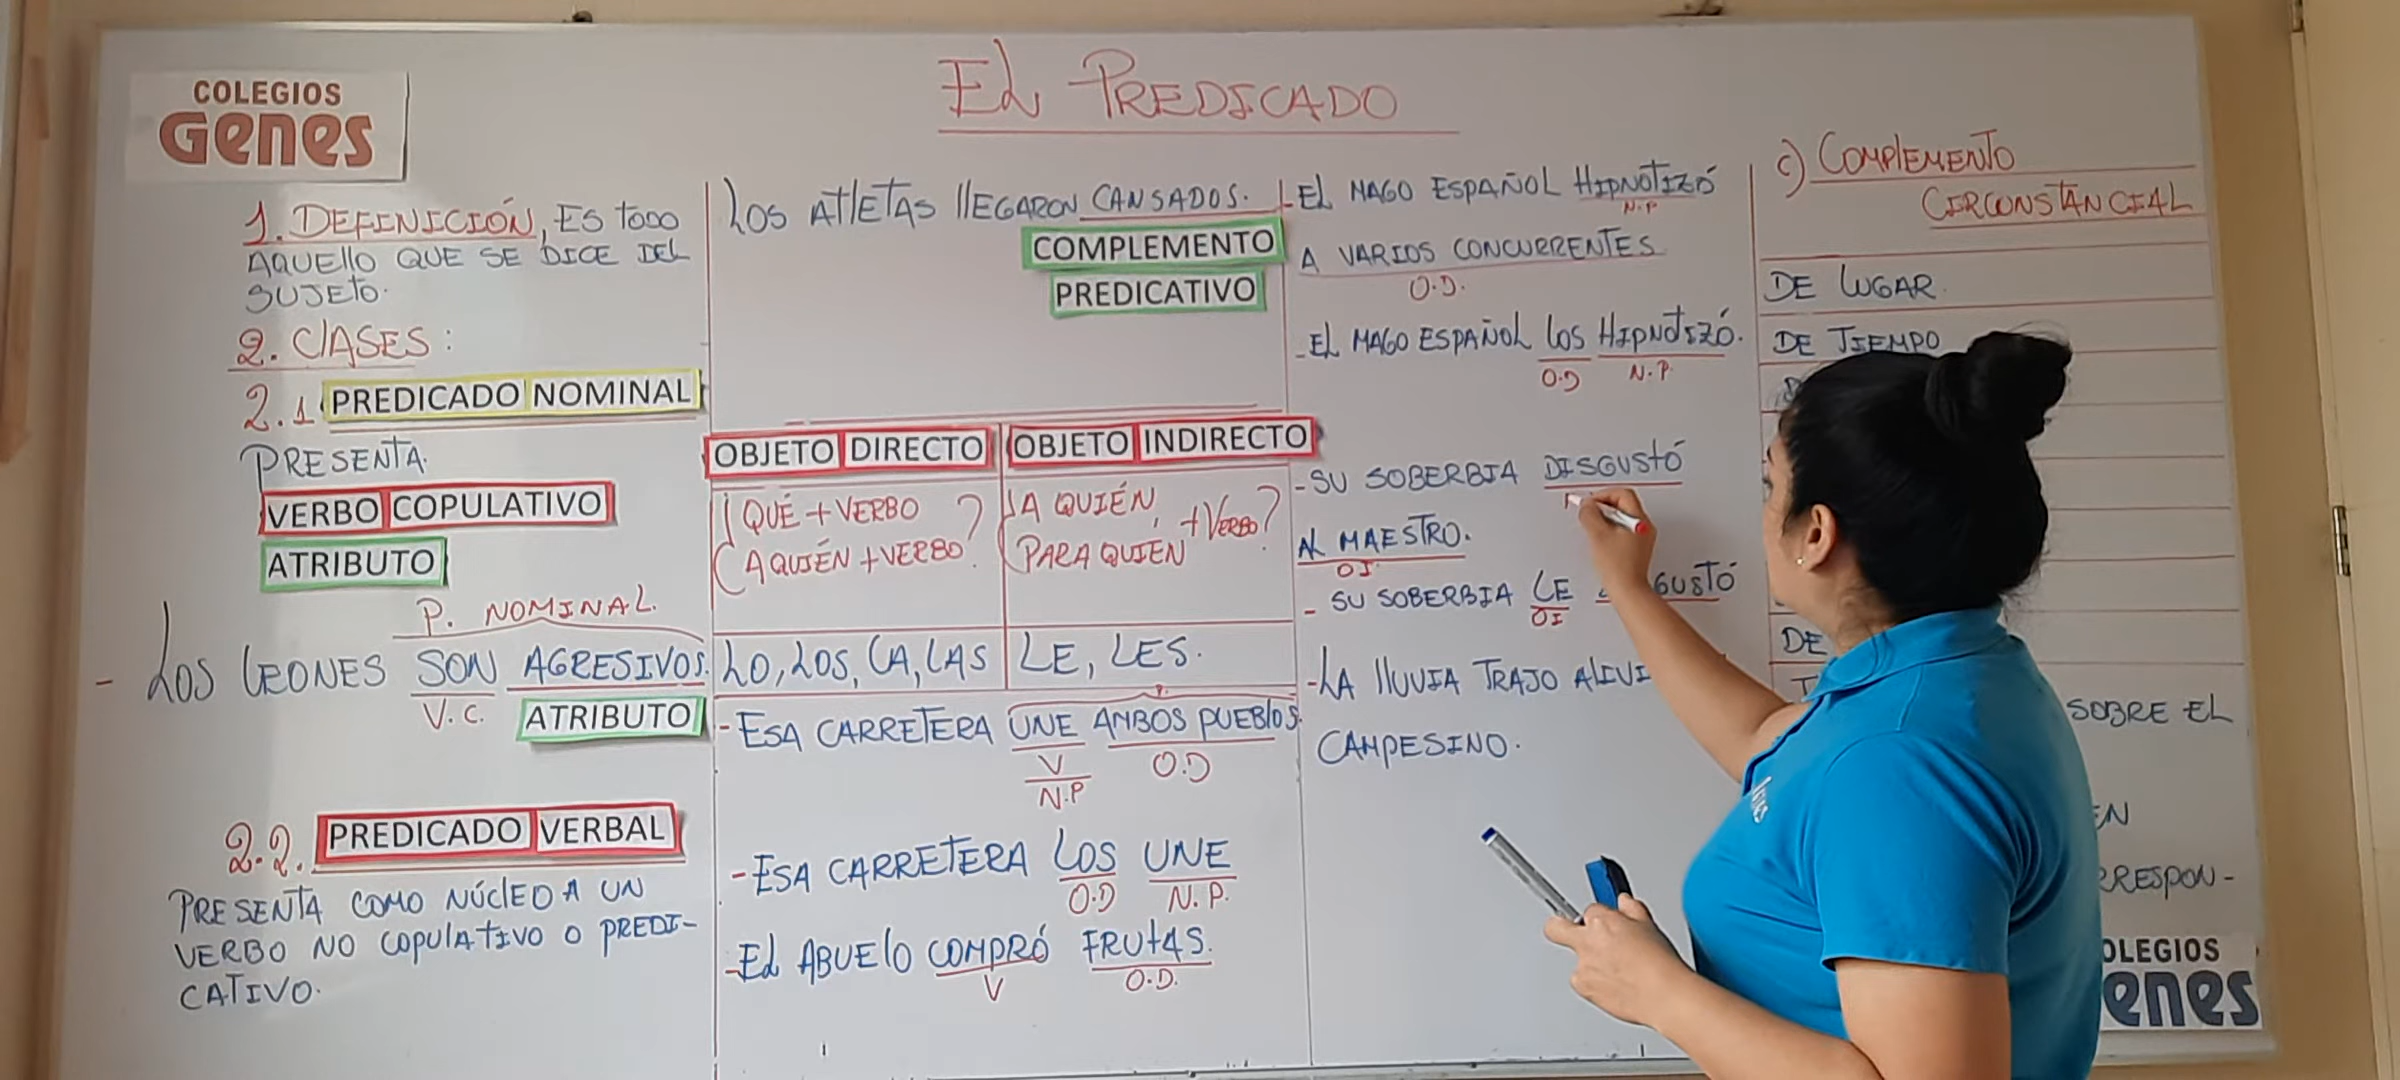 EL PREDICADO
COLEGIOS
Genes
1. DEFINICIÓN, ES TODO
AQUELLO QUE SE DICE DEL
SUJETO.
2. CLASES:
2.1 PREDICADO NOMINAL
PRESENTA
VERBO COPULATIVO
ATRIBUTO
P. NOMINAL.
- LOS LEONES SON AGRESIVOS.
V.C. ATRIBUTO
2.2. PREDICADO VERBAL
PRESENTA COMO NÚCLEO A UN
VERBO NO COPULATIVO O PREDI-
CATIVO.
LOS ATLETAS LLEGARON CANSADOS.
COMPLEMENTO
PREDICATIVO
OBJETO DIRECTO OBJETO INDIRECTO
¿QUÉ + VERBO
A QUIÉN + VERBO?
¿A QUIÉN
PARA QUIÉN + VERBO?
LO, LOS, LA, LAS LE, LES.
- ESA CARRETERA UNE AMBOS PUEBLOS.
V O.D
N.P
- ESA CARRETERA LOS UNE
O.D N.P.
- EL ABUELO COMPRÓ FRUTAS.
V O.D.
- EL MAGO ESPAÑOL HIPNOTIZÓ
N.P
A VARIOS CONCURRENTES
O.D.
- EL MAGO ESPAÑOL LOS HIPNOTIZÓ.
O.D N.P.
- SU SOBERBIA DISGUSTÓ
AL MAESTRO.
OI
- SU SOBERBIA LE GUSTÓ
OI
- LA LLUVIA TRAJO ALIVI
CAMPESINO.
c) COMPLEMENTO
CIRCUNSTANCIAL
DE LUGAR.
DE TIEMPO
DE
SOBRE EL
EN
RRESPON-
OLEGIOS
enes